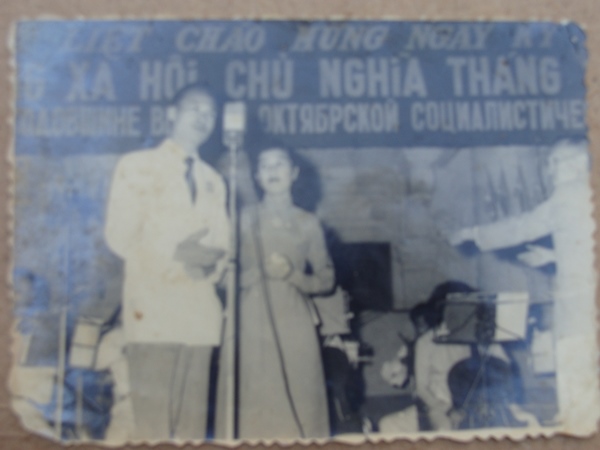 LIỆT CHÀO MỪNG NGÀY KỶ
XÃ HỘI CHỦ NGHĨA THÁNG
ОКТЯБРСКОЙ СОЦИАЛИСТИЧЕ